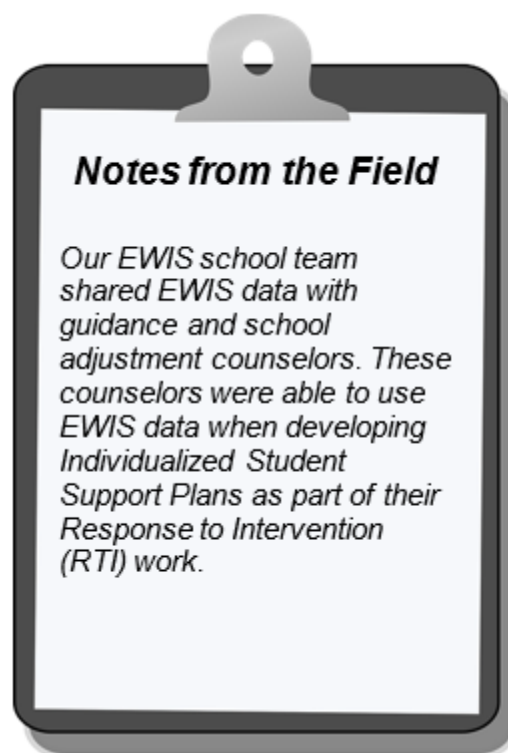 Notes from the Field
Our EWIS school team
shared EWIS data with
guidance and school
adjustment counselors. These
counselors were able to use
EWIS data when developing
Individualized Student
Support Plans as part of their
Response to Intervention
(RTI) work.